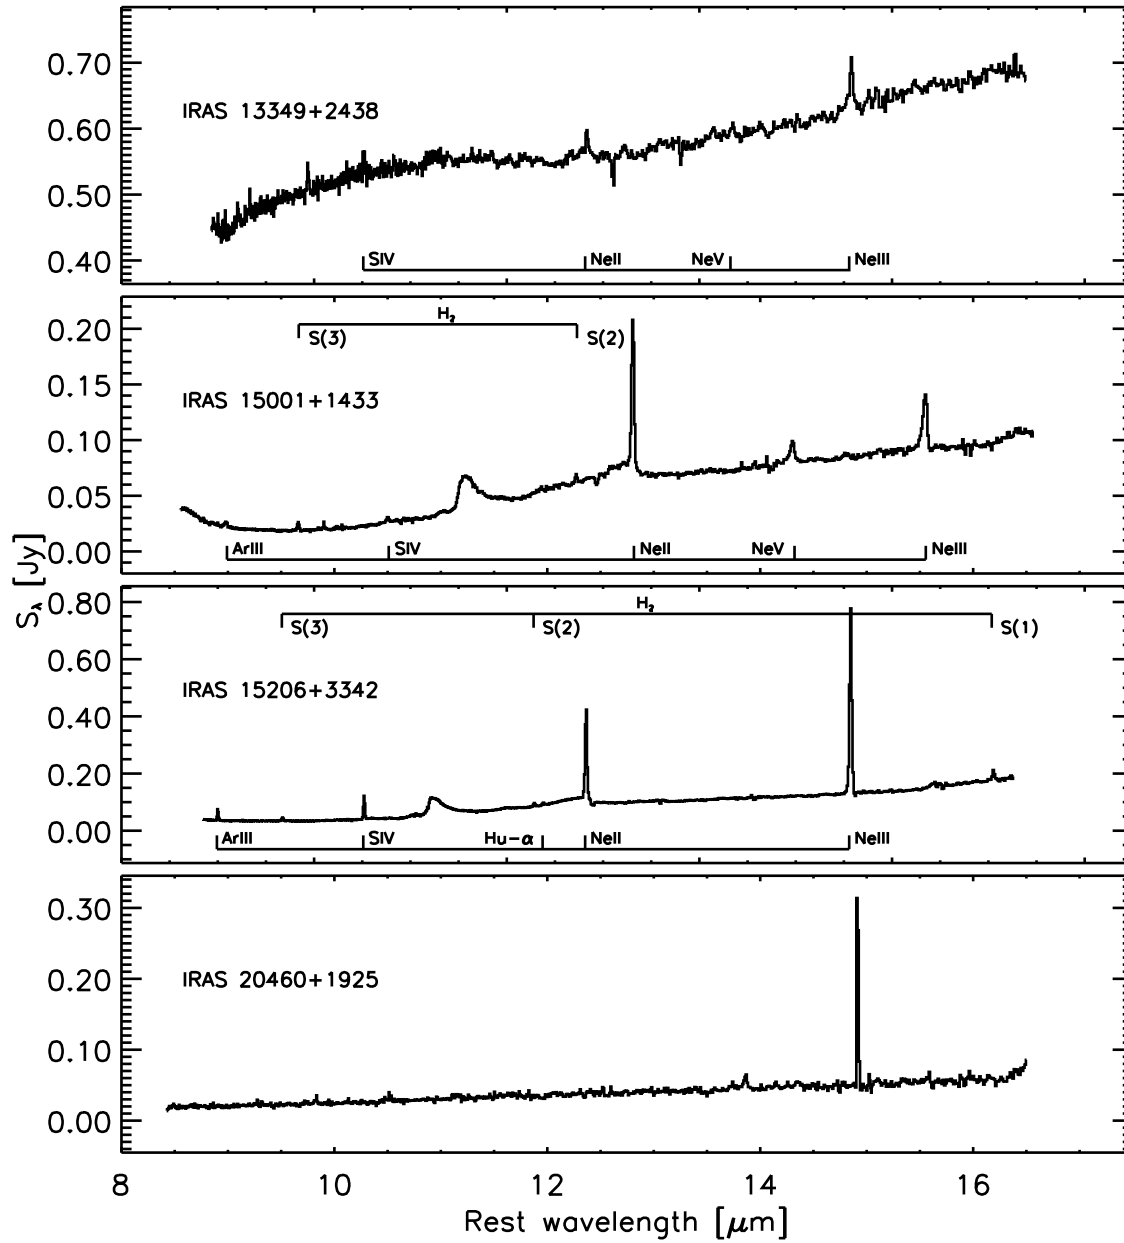 0.70
IRAS 13349+2438
0.60
0.50
0.40
SIV NeII NeV NeIII
H₂
0.20
S(3) S(2)
0.15
IRAS 15001+1433
0.10
0.05
0.00
ArIII SIV NeII NeV NeIII
Sλ [Jy]
0.80
H₂
S(3) S(2) S(1)
0.60
IRAS 15206+3342
0.40
0.20
0.00
ArIII SIV Hu-α NeII NeIII
0.30
IRAS 20460+1925
0.20
0.10
0.00
8 10 12 14 16
Rest wavelength [μm]